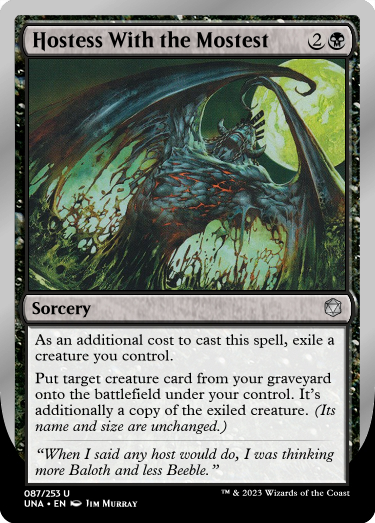 Hostess With the Mostest 2
Sorcery
As an additional cost to cast this spell, exile a
creature you control.
Put target creature card from your graveyard
onto the battlefield under your control. It's
additionally a copy of the exiled creature. (Its
name and size are unchanged.)
"When I said any host would do, I was thinking
more Baloth and less Beeble."
087/253 U
UNA • EN Jim Murray
™ & 2023 Wizards of the Coast